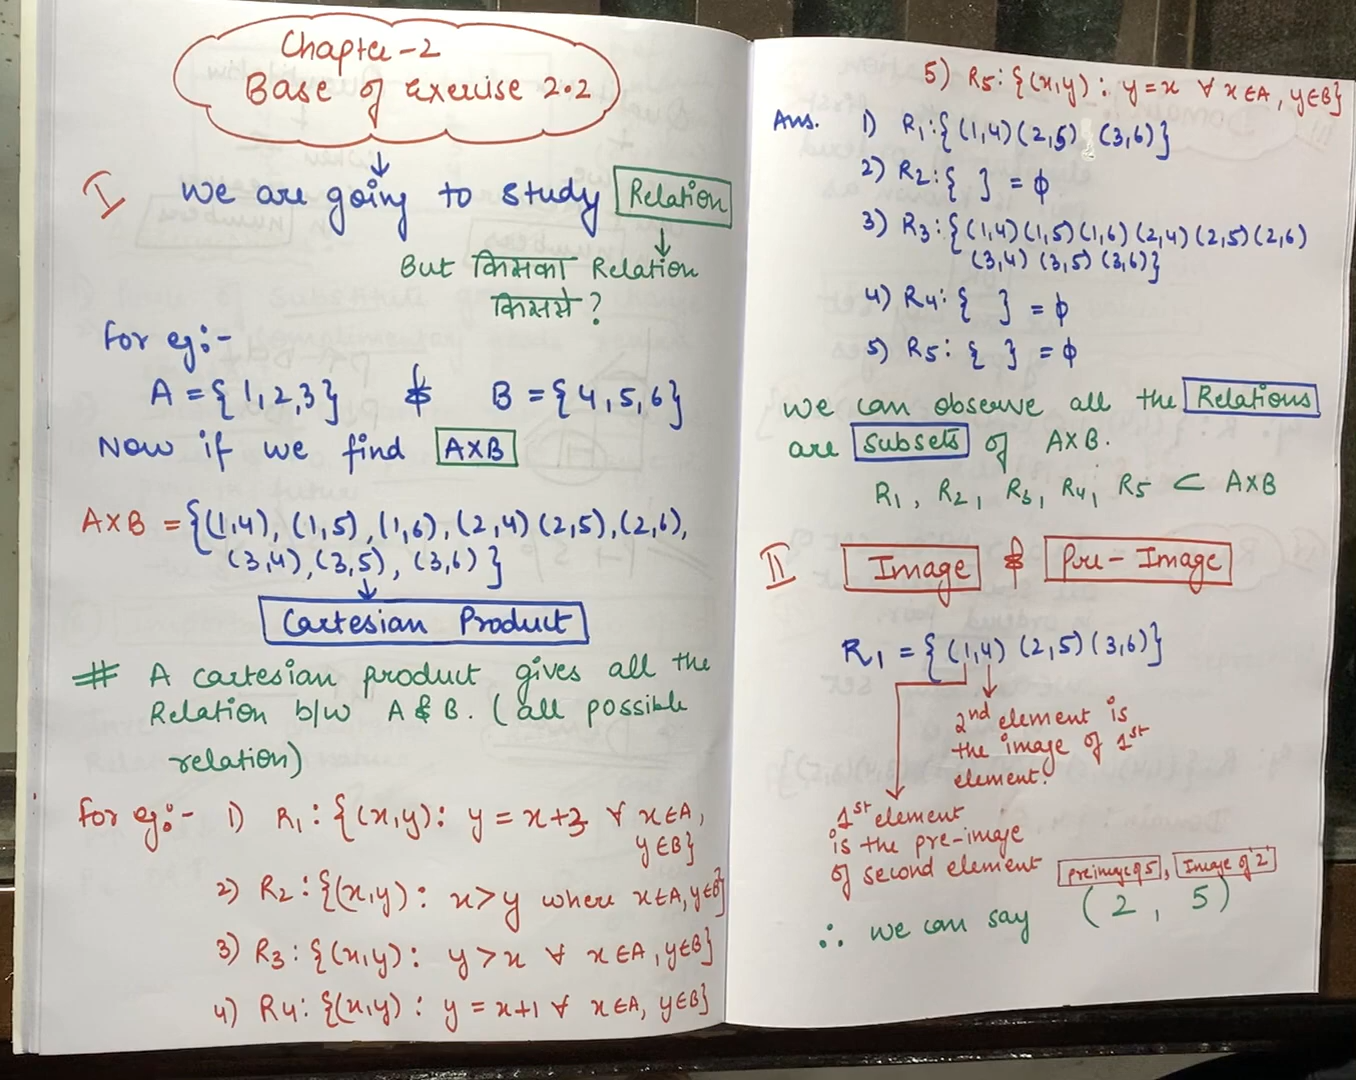 Chapter-2
Base of Exercise 2.2
I we are going to study Relation
But किसका Relation
किससे ?
For eg:-
A = {1,2,3} & B = {4,5,6}
Now if we find A×B
A×B = {(1,4), (1,5), (1,6), (2,4) (2,5), (2,6),
(3,4), (3,5), (3,6)}
Cartesian Product
# A cartesian product gives all the
Relation b/w A & B. (all possible
relation)
For eg:- 1) R₁ : {(x,y) : y = x+3 ∀ x∈A,
y∈B}
2) R₂ : {(x,y) : x>y where x∈A, y∈B}
3) R₃ : {(x,y) : y>x ∀ x∈A, y∈B}
4) R₄ : {(x,y) : y = x+1 ∀ x∈A, y∈B}
5) R₅ : {(x,y) : y=x ∀ x∈A, y∈B}
Ans. 1) R₁ : {(1,4) (2,5) (3,6)}
2) R₂ : { } = ϕ
3) R₃ : {(1,4) (1,5) (1,6) (2,4) (2,5) (2,6)
(3,4) (3,5) (3,6)}
4) R₄ : { } = ϕ
5) R₅ : { } = ϕ
we can observe all the Relations
are subsets of A×B.
R₁, R₂, R₃, R₄, R₅ ⊂ A×B
II Image & Pre-Image
R₁ = {(1,4) (2,5) (3,6)}
2nd element is
the image of 1st
element.
1st element
is the pre-image
of second element
preimage of 5, Image of '2'
∴ we can say (2, 5)